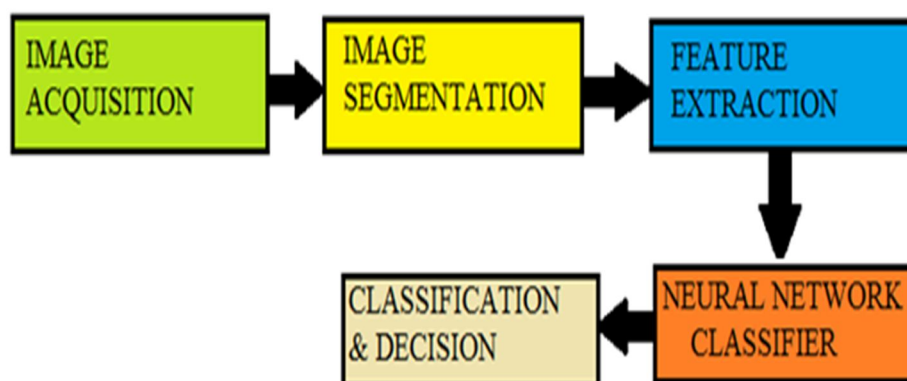 IMAGE
ACQUISITION
IMAGE
SEGMENTATION
FEATURE
EXTRACTION
NEURAL NETWORK
CLASSIFIER
CLASSIFICATION
& DECISION